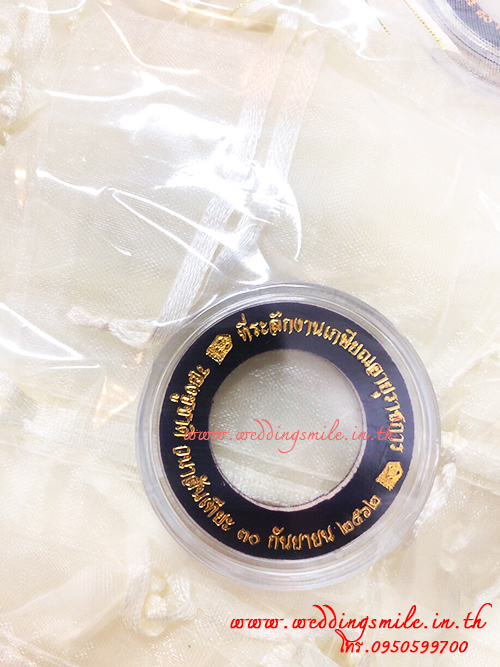 ที่ระลึกงานเกษียณอายุราชการ
๓๐ กันยายน ๒๕๖๒
www.weddingsmile.in.th
www.weddingsmile.in.th
โทร.0950599700